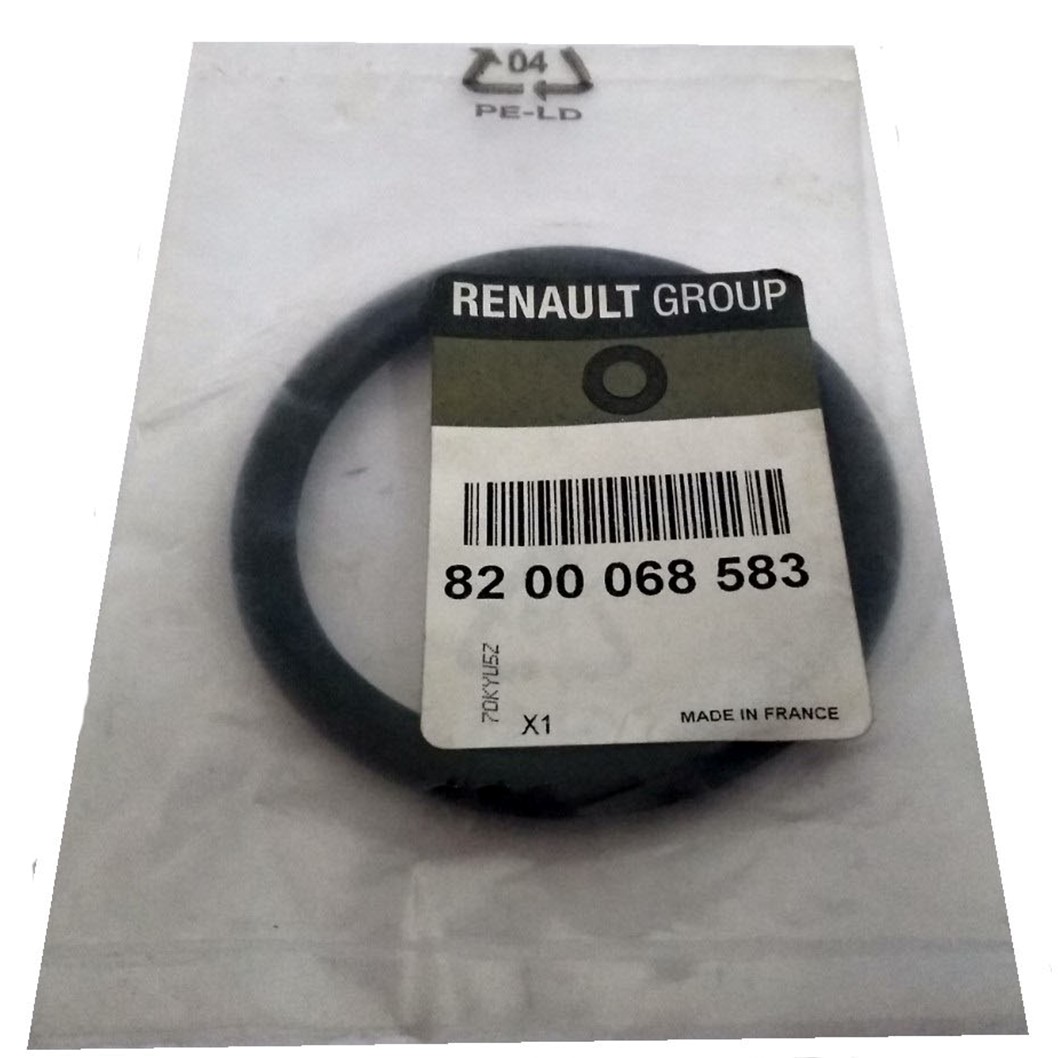 04
PE-LD
RENAULT GROUP
82 00 068 583
70KYU5Z
X1
MADE IN FRANCE